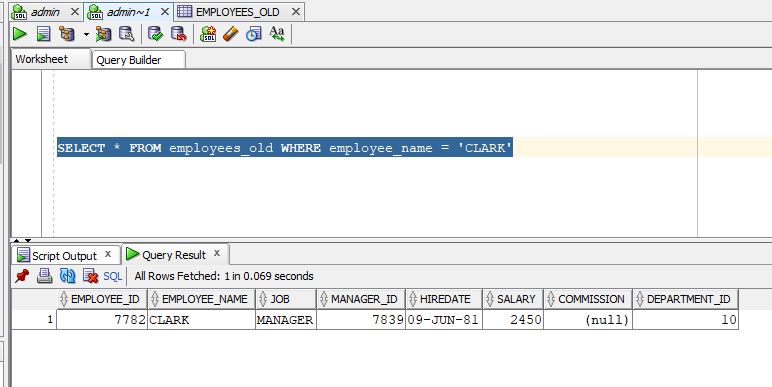 admin admin~1 EMPLOYEES_OLD
Worksheet Query Builder
SELECT * FROM employees_old WHERE employee_name = 'CLARK'
Script Output Query Result
SQL All Rows Fetched: 1 in 0.069 seconds
EMPLOYEE_ID EMPLOYEE_NAME JOB MANAGER_ID HIREDATE SALARY COMMISSION DEPARTMENT_ID
1 7782 CLARK MANAGER 7839 09-JUN-81 2450 (null) 10